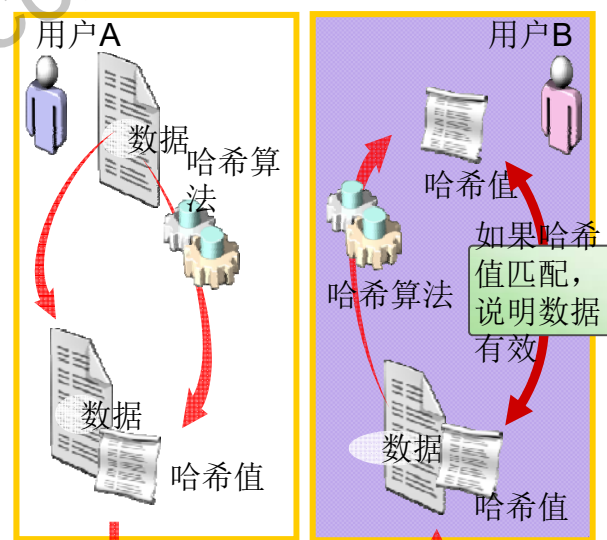 用户A
数据
哈希算
法
数据
哈希值
用户B
哈希值
如果哈希
值匹配，
说明数据
有效
哈希算法
数据
哈希值